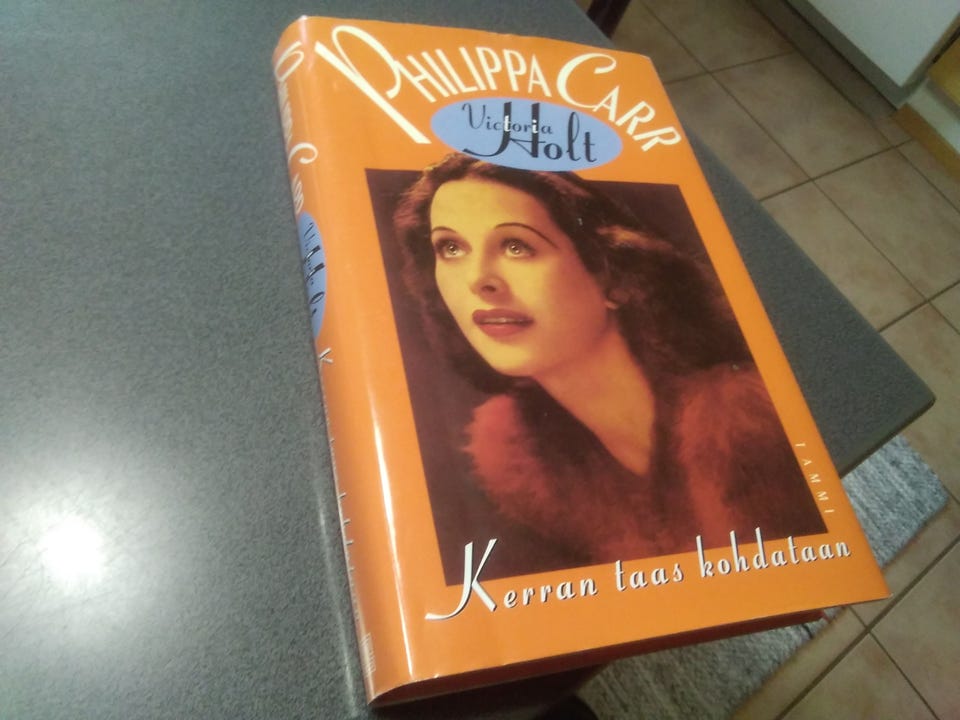 PHILIPPA CARR
Victoria
Holt
TAMMI
Kerran taas kohdataan